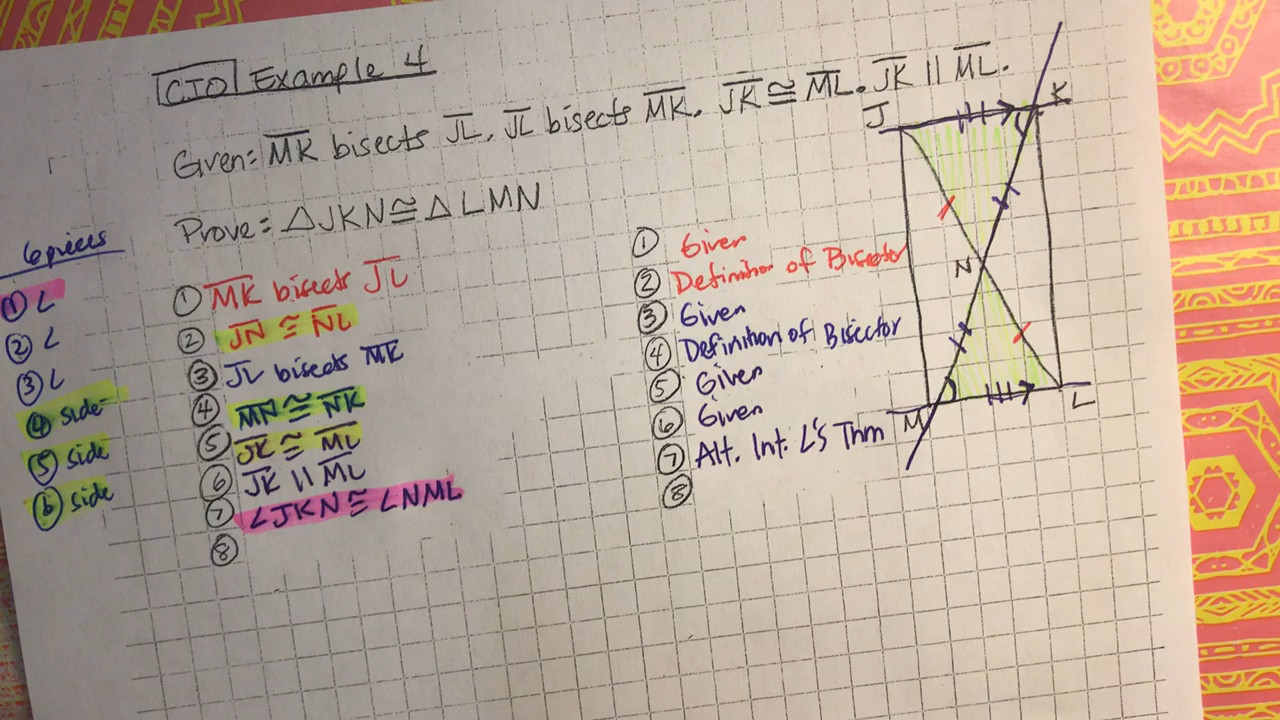 CIO Example 4
Given: MK bisects JL, JL bisects MK. JK ≅ ML. JK || ML.
Prove: △JKN ≅ △LMN
6 pieces
① ∠
② ∠
③ ∠
④ side
⑤ side
⑥ side
① MK bisects JL
② JN ≅ NL
③ JL bisects MK
④ MN ≅ NK
⑤ JK ≅ ML
⑥ JK || ML
⑦ ∠JKN ≅ ∠NML
⑧
① Given
② Definition of Bisector
③ Given
④ Definition of Bisector
⑤ Given
⑥ Given
⑦ Alt. Int. ∠'s Thm
⑧
J K
N
M L